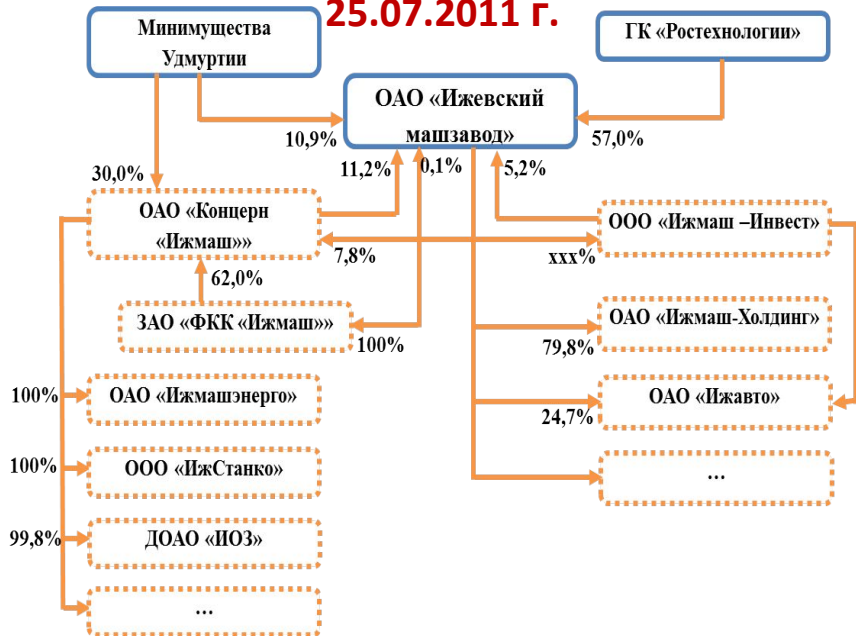 25.07.2011 г.
Минимущества
Удмуртии
ГК «Ростехнологии»
ОАО «Ижевский
машзавод»
10,9%
57,0%
30,0%
11,2%
0,1%
5,2%
ОАО «Концерн
«Ижмаш»»
ООО «Ижмаш –Инвест»
7,8%
xxx%
62,0%
ЗАО «ФКК «Ижмаш»»
100%
ОАО «Ижмаш-Холдинг»
79,8%
100%
ОАО «Ижмашэнерго»
ОАО «Ижавто»
24,7%
100%
ООО «ИжСтанко»
...
99,8%
ДОАО «ИОЗ»
...